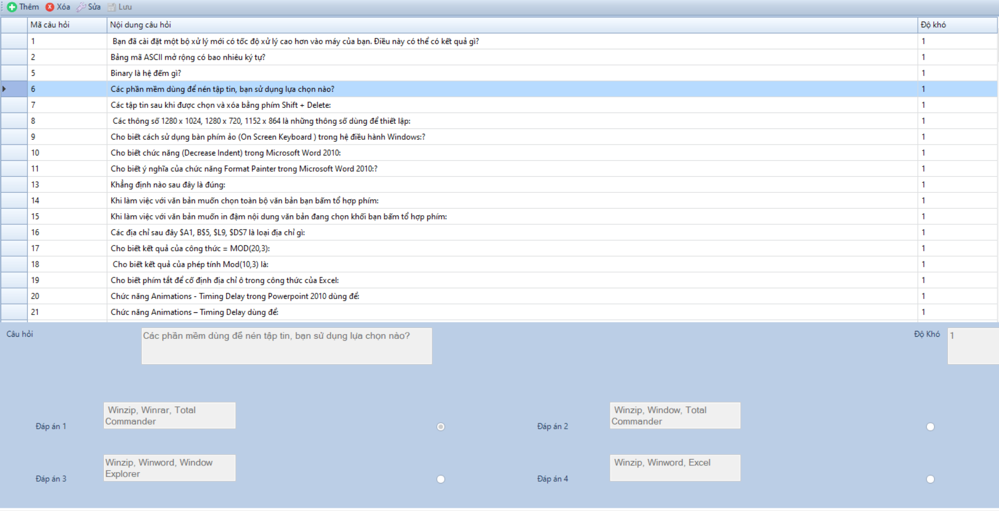 Thêm Xóa Sửa Lưu
Mã câu hỏi Nội dung câu hỏi Độ khó
1 Bạn đã cài đặt một bộ xử lý mới có tốc độ xử lý cao hơn vào máy của bạn. Điều này có thể có kết quả gì? 1
2 Bảng mã ASCII mở rộng có bao nhiêu ký tự? 1
5 Binary là hệ đếm gì? 1
6 Các phần mềm dùng để nén tập tin, bạn sử dụng lựa chọn nào? 1
7 Các tập tin sau khi được chọn và xóa bằng phím Shift + Delete: 1
8 Các thông số 1280 x 1024, 1280 x 720, 1152 x 864 là những thông số dùng để thiết lập: 1
9 Cho biết cách sử dụng bàn phím ảo (On Screen Keyboard ) trong hệ điều hành Windows:? 1
10 Cho biết chức năng (Decrease Indent) trong Microsoft Word 2010: 1
11 Cho biết ý nghĩa của chức năng Format Painter trong Microsoft Word 2010:? 1
13 Khẳng định nào sau đây là đúng: 1
14 Khi làm việc với văn bản muốn chọn toàn bộ văn bản bạn bấm tổ hợp phím: 1
15 Khi làm việc với văn bản muốn in đậm nội dung văn bản đang chọn khối bạn bấm tổ hợp phím: 1
16 Các địa chỉ sau đây $A1, B$5, $L9, $DS7 là loại địa chỉ gì: 1
17 Cho biết kết quả của công thức = MOD(20,3): 1
18 Cho biết kết quả của phép tính Mod(10,3) là: 1
19 Cho biết phím tắt để cố định địa chỉ ô trong công thức của Excel: 1
20 Chức năng Animations - Timing Delay trong Powerpoint 2010 dùng để: 1
21 Chức năng Animations – Timing Delay dùng để: 1
Câu hỏi Các phần mềm dùng để nén tập tin, bạn sử dụng lựa chọn nào? Độ Khó 1
Đáp án 1 Winzip, Winrar, Total
Commander
Đáp án 2 Winzip, Window, Total
Commander
Đáp án 3 Winzip, Winword, Window
Explorer
Đáp án 4 Winzip, Winword, Excel